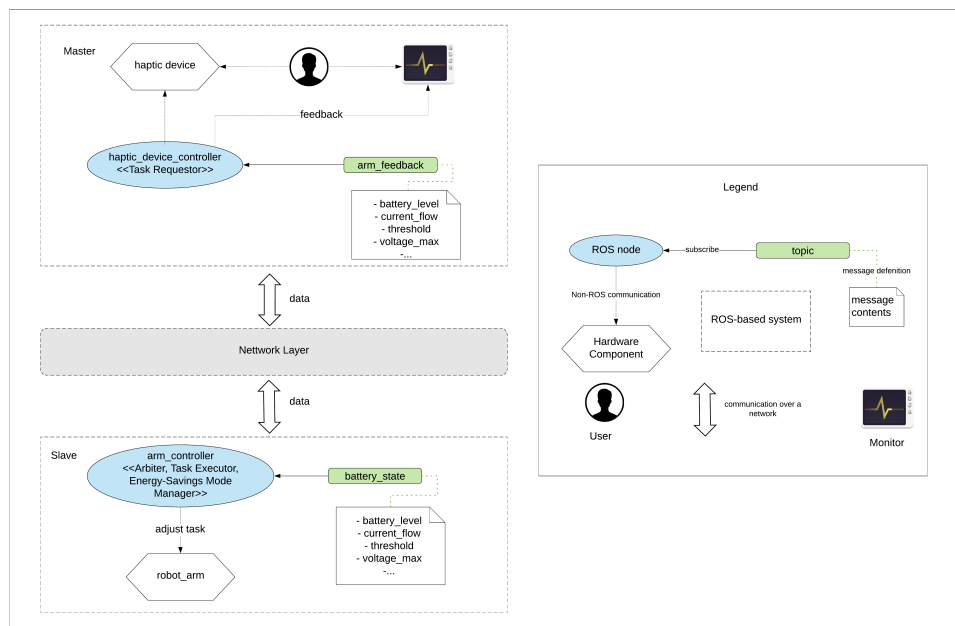 Master
haptic device
feedback
haptic_device_controller
<<Task Requestor>>
arm_feedback
- battery_level
- current_flow
- threshold
- voltage_max
-...
data
Nettwork Layer
data
Slave
arm_controller
<<Arbiter, Task Executor,
Energy-Savings Mode
Manager>>
battery_state
- battery_level
- current_flow
- threshold
- voltage_max
-...
adjust task
robot_arm
Legend
ROS node
subscribe
topic
message defenition
message
contents
Non-ROS communication
ROS-based system
Hardware
Component
User
communication over a
network
Monitor